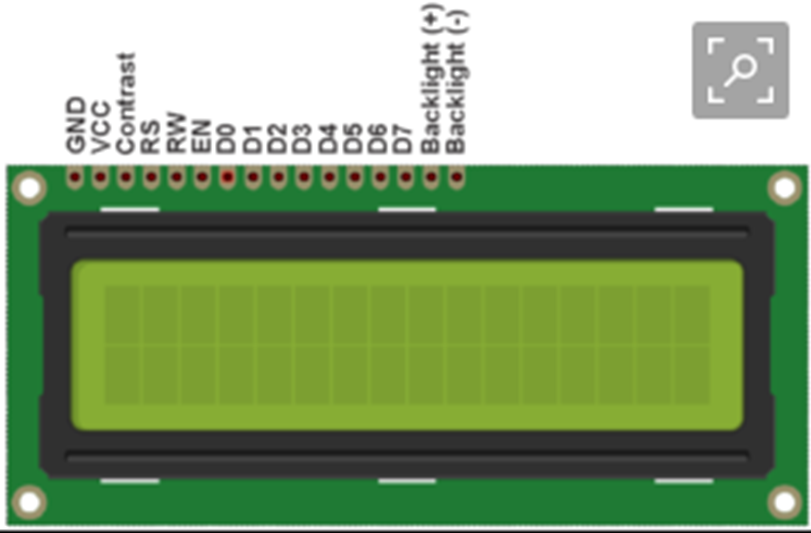 GND
VCC
Contrast
RS
RW
EN
D0
D1
D2
D3
D4
D5
D6
D7
Backlight (+)
Backlight (-)